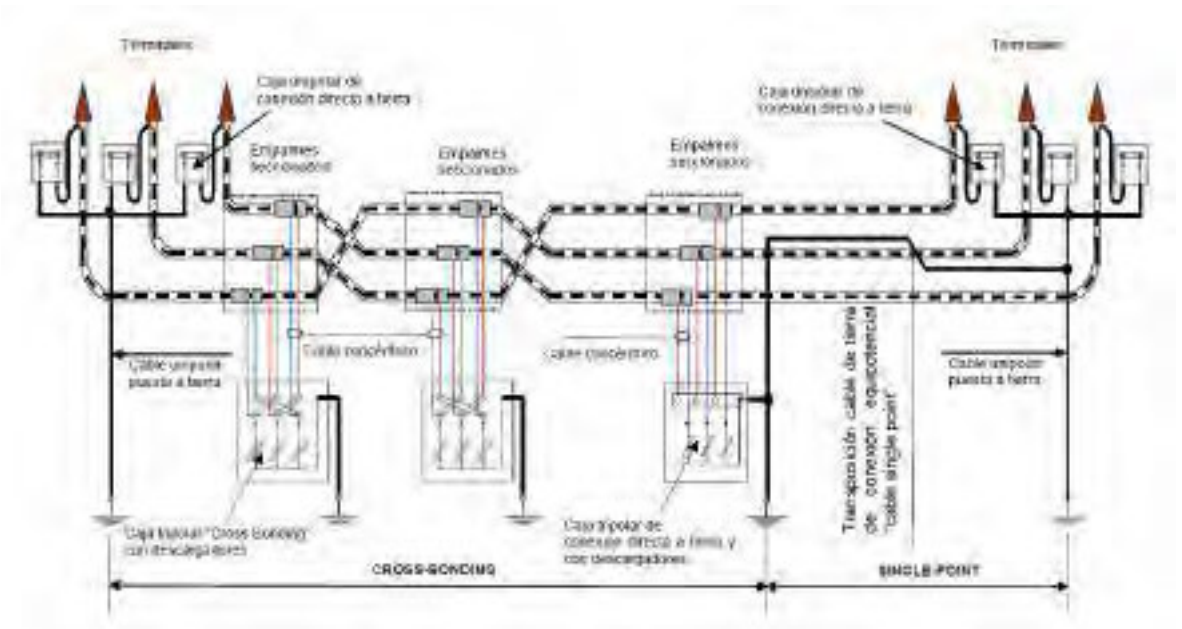 Terminales
Terminales
Caja unipolar de
conexión directa a tierra
Caja unipolar de
conexión directa a tierra
Empalmes
seccionados
Empalmes
seccionados
Empalmes
seccionados
Cable concéntrico
Cable concéntrico
Cable unipolar
puesta a tierra
Cable unipolar
puesta a tierra
Transposición cable de tierra
de conexión equipotencial
"cable single point"
Caja tripolar "Cross Bonding"
con descargadores
Caja tripolar de
conexión directa a tierra y
con descargadores
CROSS-BONDING
SINGLE-POINT